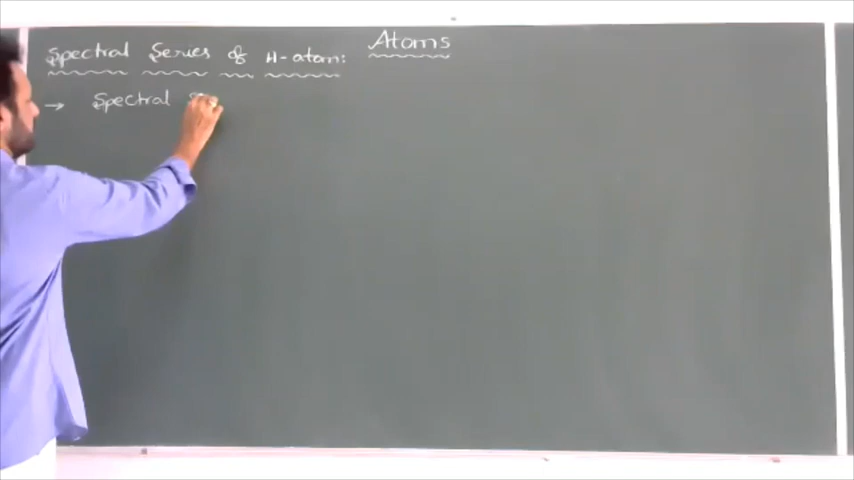 Atoms
Spectral Series of H-atom:
→ Spectral